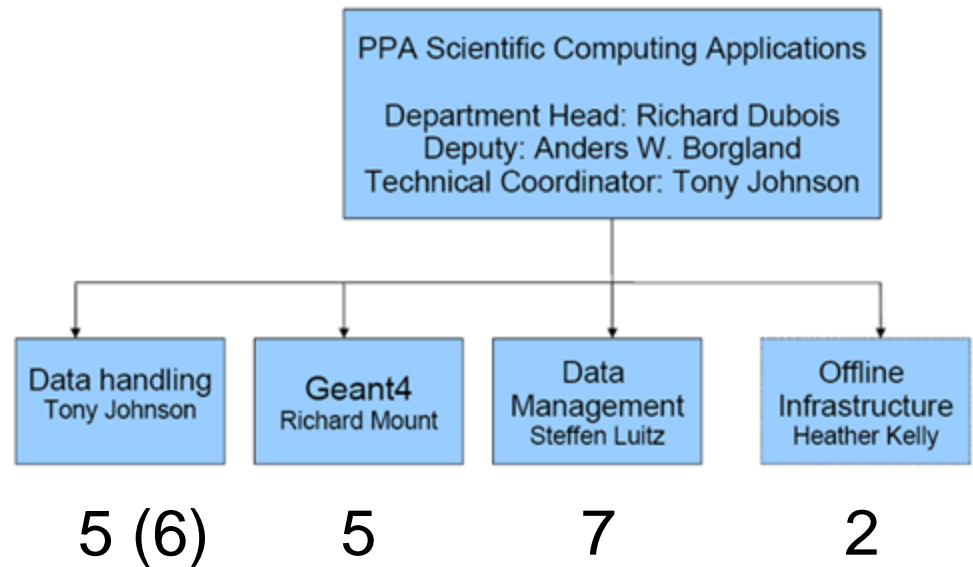 PPA Scientific Computing Applications
Department Head: Richard Dubois
Deputy: Anders W. Borgland
Technical Coordinator: Tony Johnson
Data handling
Tony Johnson
Geant4
Richard Mount
Data
Management
Steffen Luitz
Offline
Infrastructure
Heather Kelly
5 (6)
5
7
2